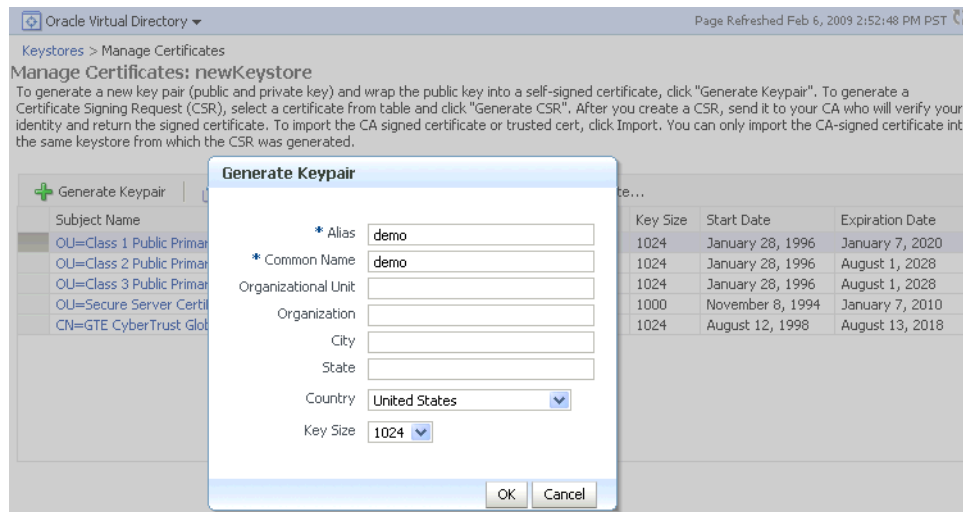 Oracle Virtual Directory
Page Refreshed Feb 6, 2009 2:52:48 PM PST
Keystores > Manage Certificates
Manage Certificates: newKeystore
To generate a new key pair (public and private key) and wrap the public key into a self-signed certificate, click "Generate Keypair". To generate a
Certificate Signing Request (CSR), select a certificate from table and click "Generate CSR". After you create a CSR, send it to your CA who will verify your
identity and return the signed certificate. To import the CA signed certificate or trusted cert, click Import. You can only import the CA-signed certificate int
the same keystore from which the CSR was generated.
Generate Keypair
te...
Subject Name Key Size Start Date Expiration Date
OU=Class 1 Public Primar 1024 January 28, 1996 January 7, 2020
OU=Class 2 Public Primar 1024 January 28, 1996 August 1, 2028
OU=Class 3 Public Primar 1024 January 28, 1996 August 1, 2028
OU=Secure Server Certif 1000 November 8, 1994 January 7, 2010
CN=GTE CyberTrust Glob 1024 August 12, 1998 August 13, 2018
Generate Keypair
* Alias demo
* Common Name demo
Organizational Unit
Organization
City
State
Country United States
Key Size 1024
OK Cancel